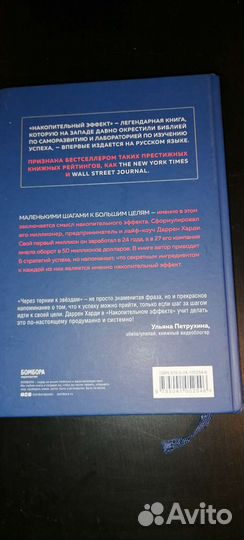 «НАКОПИТЕЛЬНЫЙ ЭФФЕКТ» – ЛЕГЕНДАРНАЯ КНИГА,
КОТОРУЮ НА ЗАПАДЕ ДАВНО ОКРЕСТИЛИ БИБЛИЕЙ
ПО САМОРАЗВИТИЮ И ЛАБОРАТОРИЕЙ ПО ИЗУЧЕНИЮ
УСПЕХА, – ВПЕРВЫЕ ИЗДАЕТСЯ НА РУССКОМ ЯЗЫКЕ.
ПРИЗНАНА БЕСТСЕЛЛЕРОМ ТАКИХ ПРЕСТИЖНЫХ
КНИЖНЫХ РЕЙТИНГОВ, КАК THE NEW YORK TIMES
И WALL STREET JOURNAL.
МАЛЕНЬКИМИ ШАГАМИ К БОЛЬШИМ ЦЕЛЯМ – именно в этом
заключается смысл накопительного эффекта. Сформулировал
его миллионер, предприниматель и лайф-коуч Даррен Харди.
Свой первый миллион он заработал в 24 года, а в 27 его компания
имела оборот в 50 миллионов долларов. В книге автор приводит
6 стратегий успеха, но напоминает, что секретным ингредиентом
к каждой из них является именно накопительный эффект.
«Через тернии к звёздам» – не просто знаменитая фраза, но и прекрасное
напоминание о том, что к успеху можно прийти, только если шаг за шагом
идти к своей цели. Даррен Харди в «Накопительном эффекте» учит делать
это по-настоящему продуманно и системно!
Ульяна Петрухина,
книжный видеоблогер
БОМБОРА
Avito